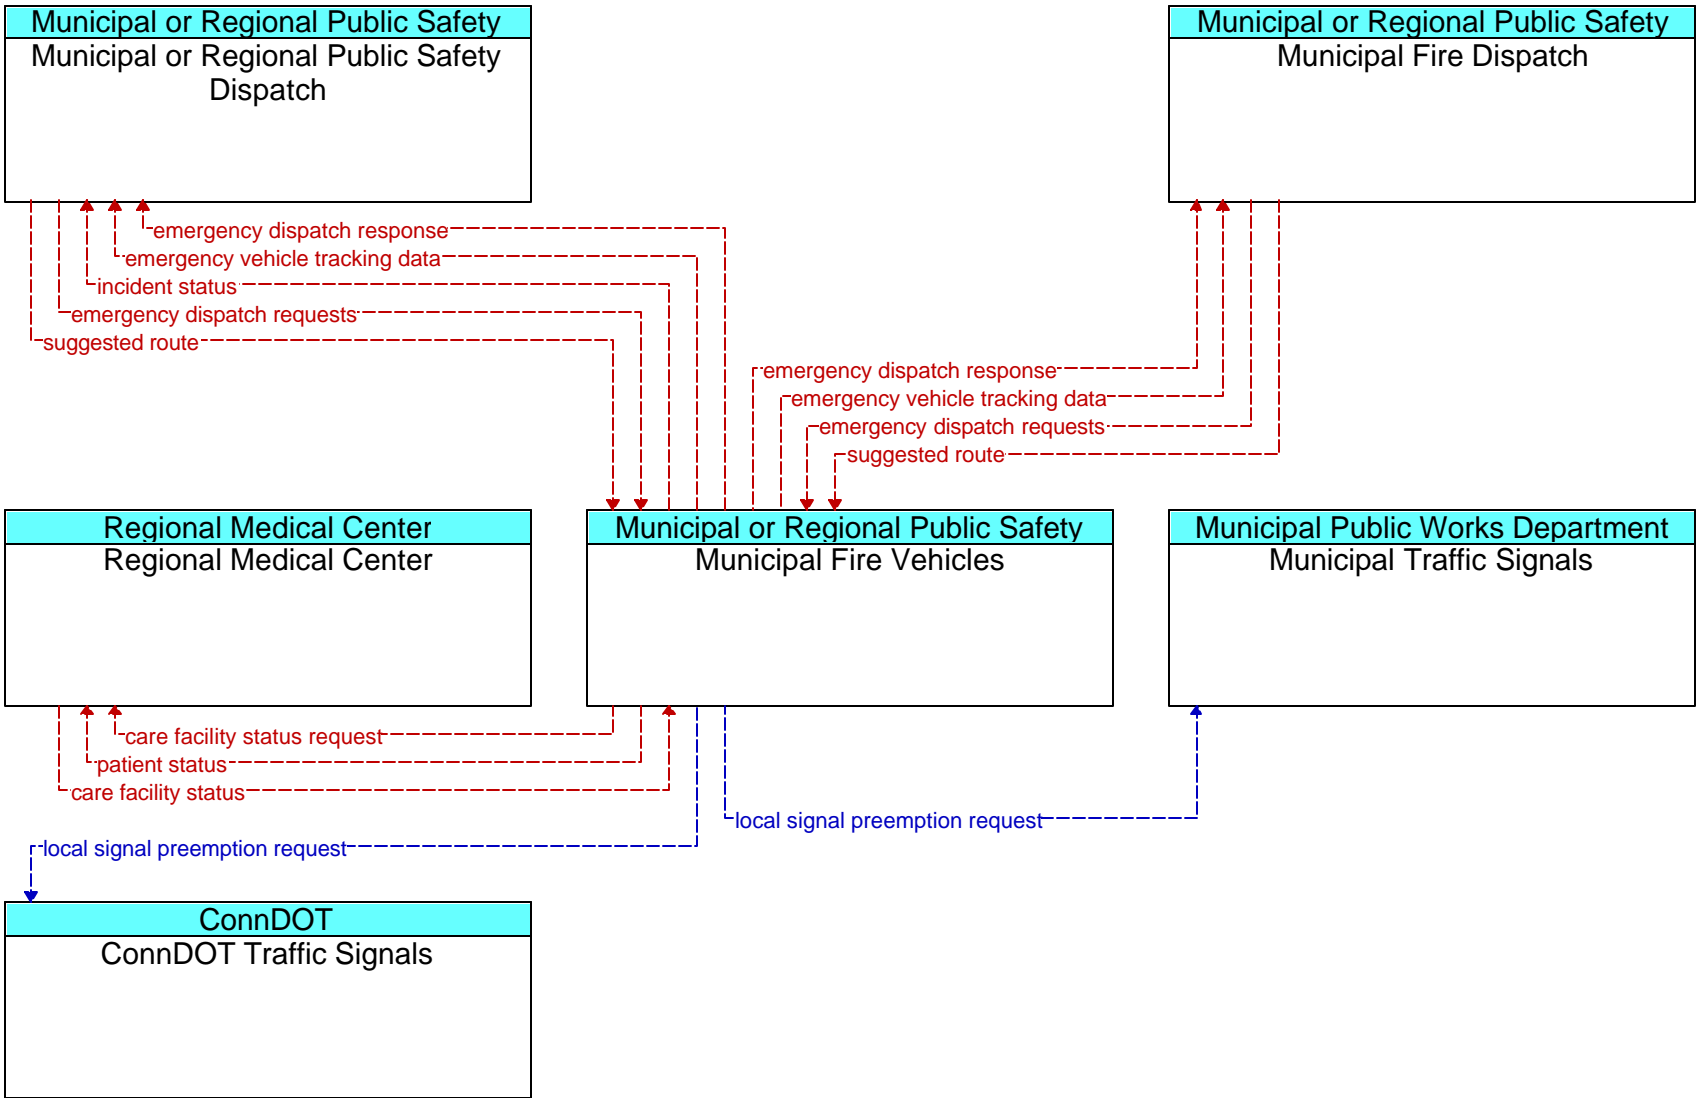 Municipal or Regional Public Safety
Municipal or Regional Public Safety
Dispatch
Municipal or Regional Public Safety
Municipal Fire Dispatch
emergency dispatch response
emergency vehicle tracking data
incident status
emergency dispatch requests
suggested route
emergency dispatch response
emergency vehicle tracking data
emergency dispatch requests
suggested route
Regional Medical Center
Regional Medical Center
Municipal or Regional Public Safety
Municipal Fire Vehicles
Municipal Public Works Department
Municipal Traffic Signals
care facility status request
patient status
care facility status
local signal preemption request
local signal preemption request
ConnDOT
ConnDOT Traffic Signals